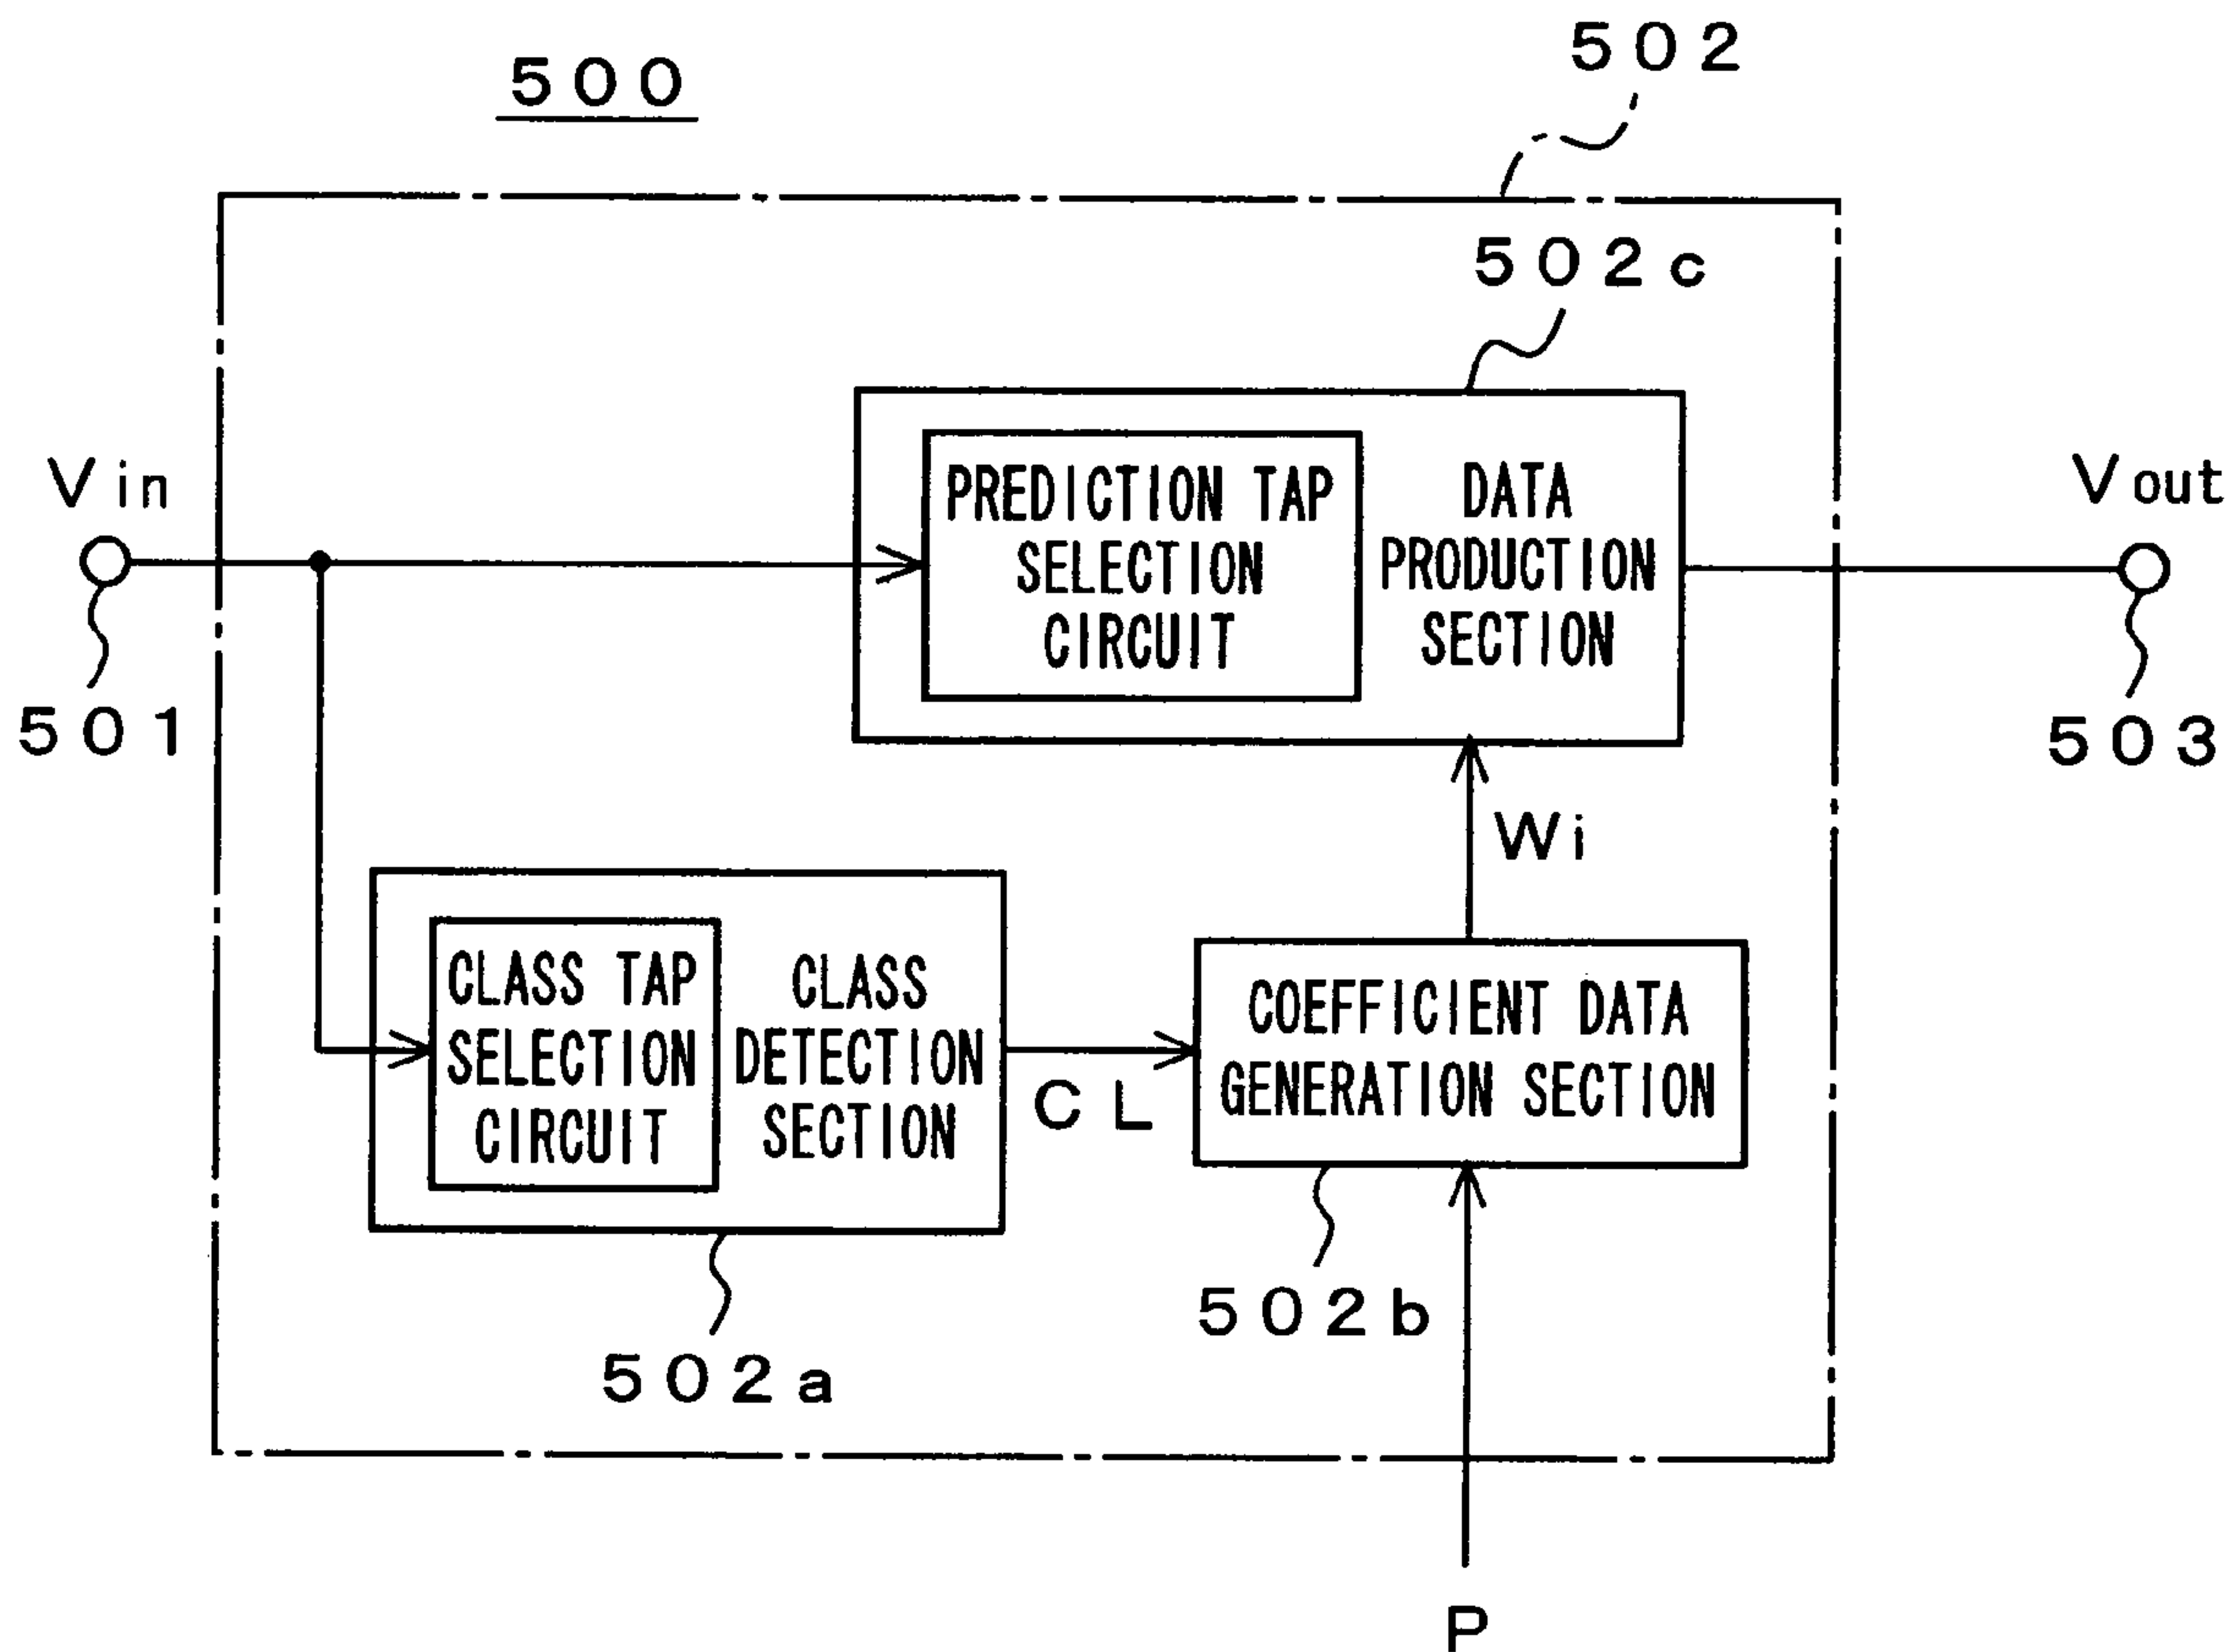 500
502
502c
Vin
PREDICTION TAP
SELECTION
CIRCUIT
DATA
PRODUCTION
SECTION
Vout
501
503
Wi
CLASS TAP
SELECTION
CIRCUIT
CLASS
DETECTION
SECTION
CL
COEFFICIENT DATA
GENERATION SECTION
502b
502a
P